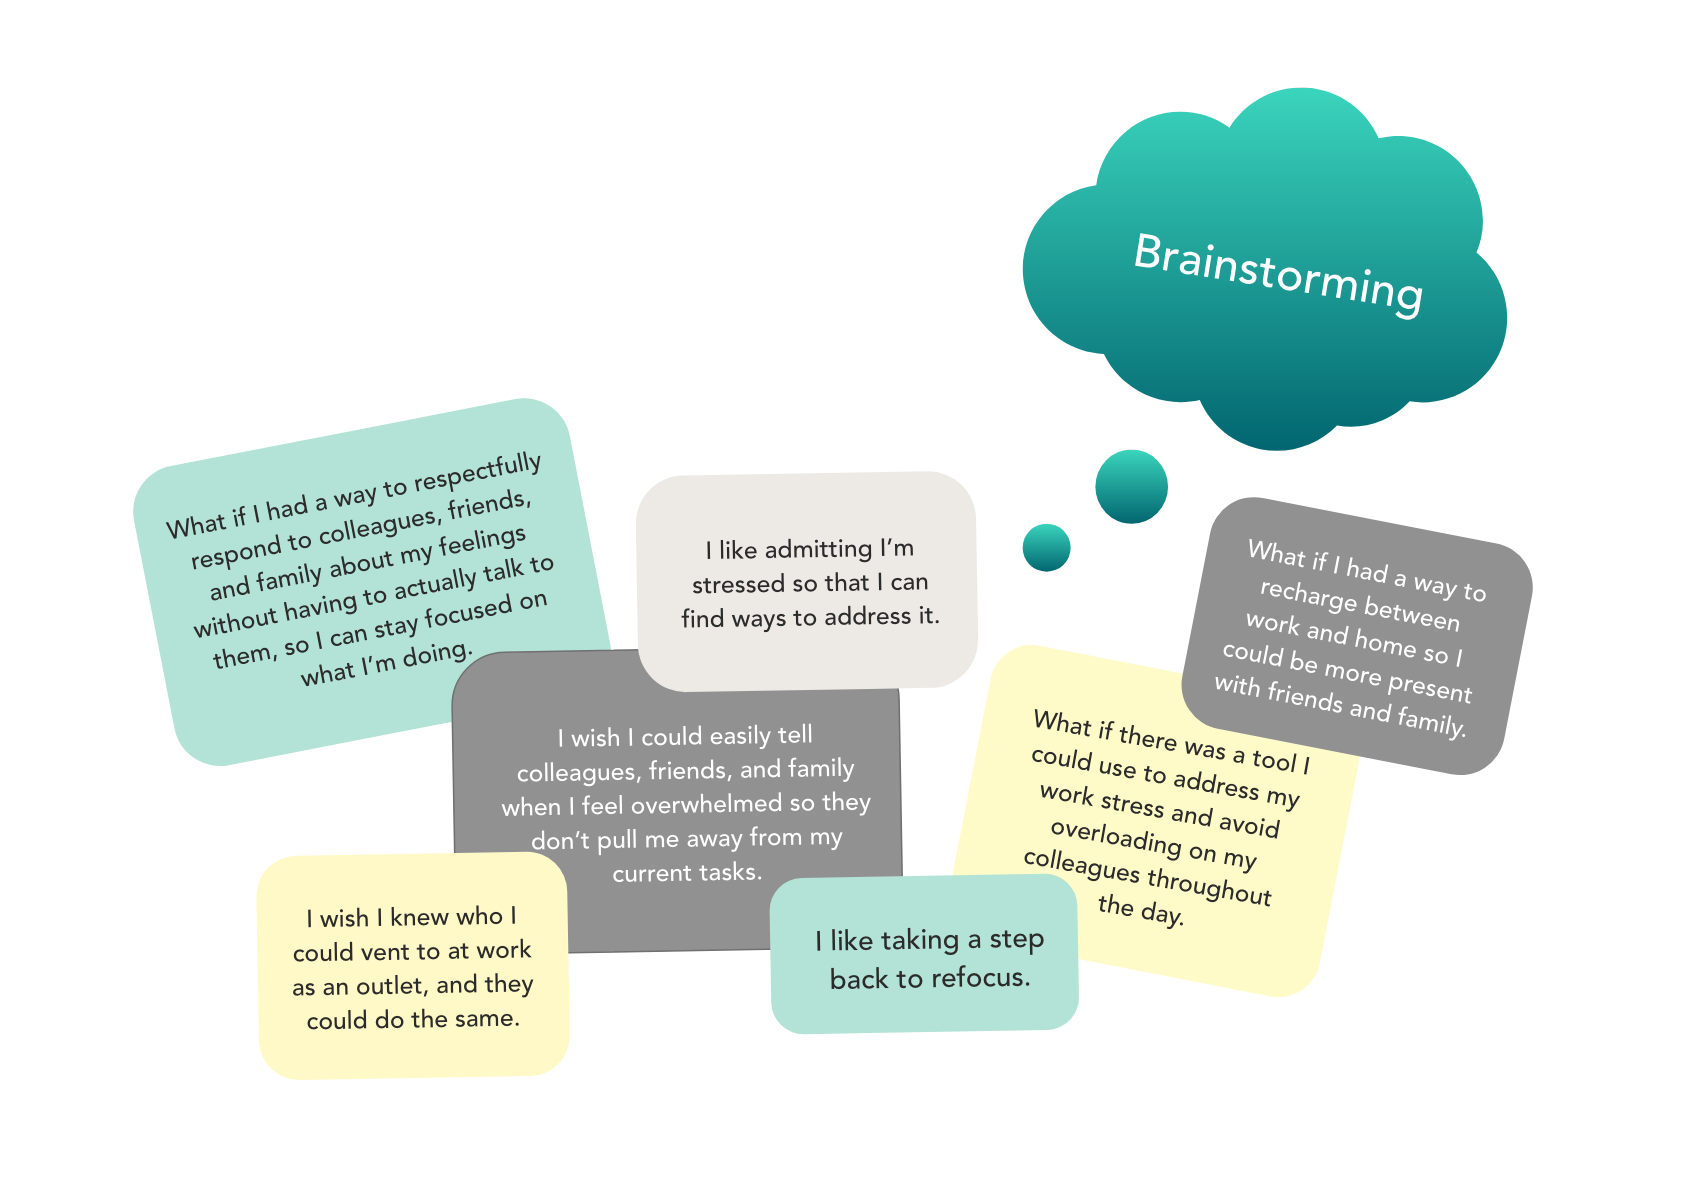 Brainstorming
What if I had a way to respectfully
respond to colleagues, friends,
and family about my feelings
without having to actually talk to
them, so I can stay focused on
what I’m doing.
I like admitting I’m
stressed so that I can
find ways to address it.
What if I had a way to
recharge between
work and home so I
could be more present
with friends and family.
I wish I could easily tell
colleagues, friends, and family
when I feel overwhelmed so they
don’t pull me away from my
current tasks.
What if there was a tool I
could use to address my
work stress and avoid
overloading on my
colleagues throughout
the day.
I wish I knew who I
could vent to at work
as an outlet, and they
could do the same.
I like taking a step
back to refocus.